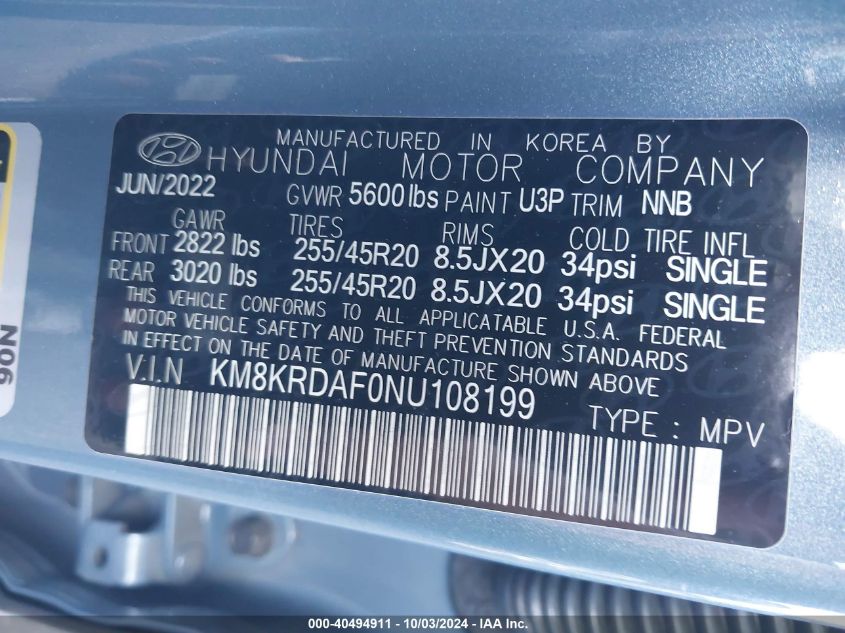 MANUFACTURED IN KOREA BY
HYUNDAI MOTOR COMPANY
JUN/2022 GVWR 5600 lbs PAINT U3P TRIM NNB
GAWR TIRES RIMS COLD TIRE INFL
FRONT 2822 lbs 255/45R20 8.5JX20 34psi SINGLE
REAR 3020 lbs 255/45R20 8.5JX20 34psi SINGLE
THIS VEHICLE CONFORMS TO ALL APPLICATABLE U.S.A. FEDERAL
MOTOR VEHICLE SAFETY AND THEFT PREVENTION STANDARDS
IN EFFECT ON THE DATE OF MANUFACTURE SHOWN ABOVE
V.I.N KM8KRDAF0NU108199
TYPE : MPV
N06
000-40494911 - 10/03/2024 - IAA Inc.